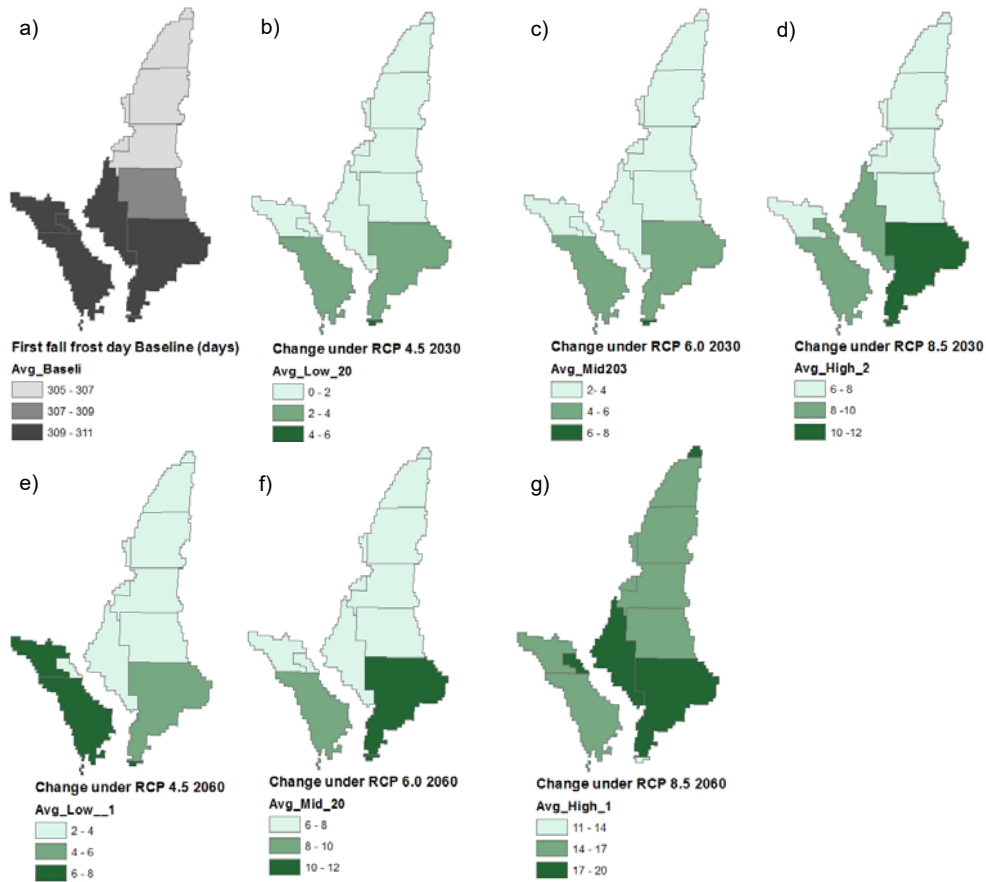 a)
b)
c)
d)
First fall frost day Baseline (days)
Avg_Baseli
305 - 307
307 - 309
309 - 311
Change under RCP 4.5 2030
Avg_Low_20
0 - 2
2 - 4
4 - 6
Change under RCP 6.0 2030
Avg_Mid203
2 - 4
4 - 6
6 - 8
Change under RCP 8.5 2030
Avg_High_2
6 - 8
8 -10
10 -12
e)
f)
g)
Change under RCP 4.5 2060
Avg_Low__1
2 - 4
4 - 6
6 - 8
Change under RCP 6.0 2060
Avg_Mid_20
6 - 8
8 - 10
10 - 12
Change under RCP 8.5 2060
Avg_High_1
11 - 14
14 - 17
17 - 20